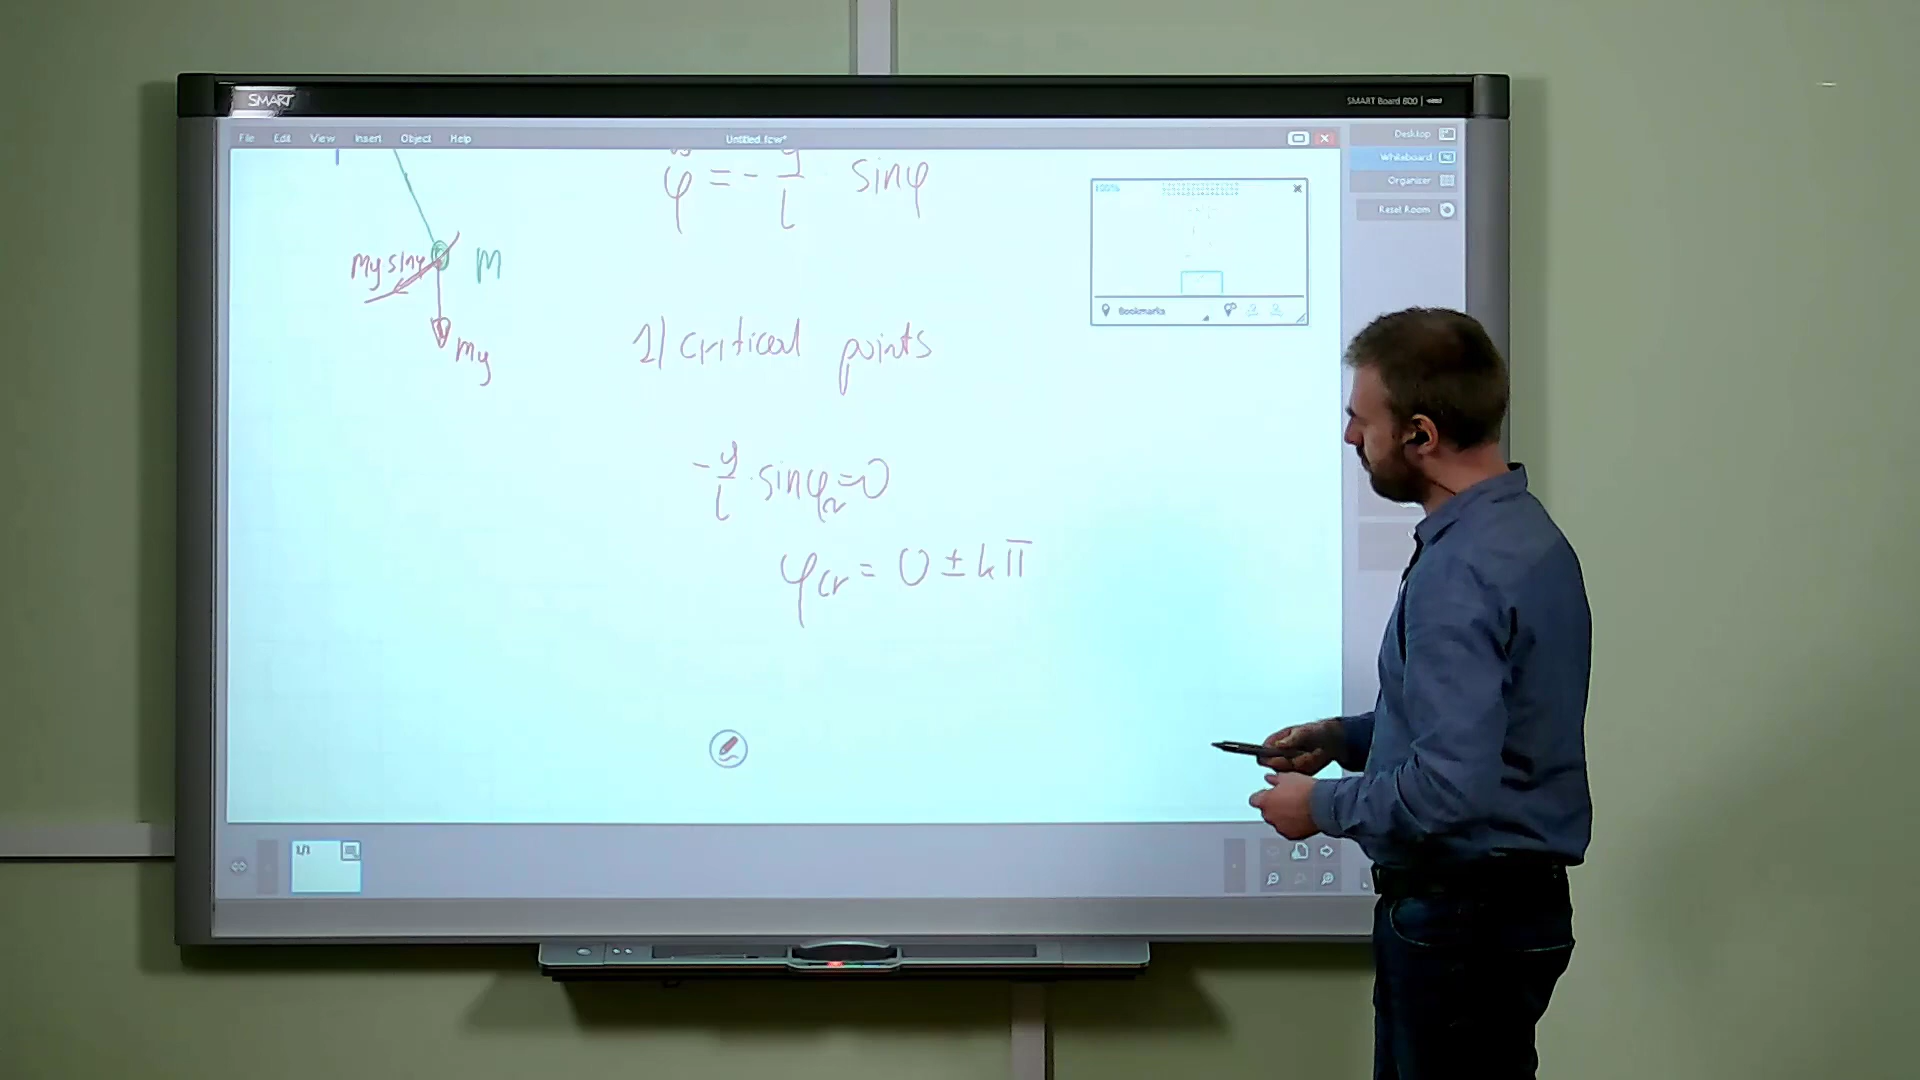 SMART
SMART Board 800
File Edit View Insert Object Help
Untitled.fcw*
Desktop
Whiteboard
Organizer
Reset Room
φ̈ = - g/l sinφ
100%
Bookmarks
mg sinφ
M
mg
1) critical points
- g/l · sinφcr = 0
φcr = 0 ± kπ
1/1